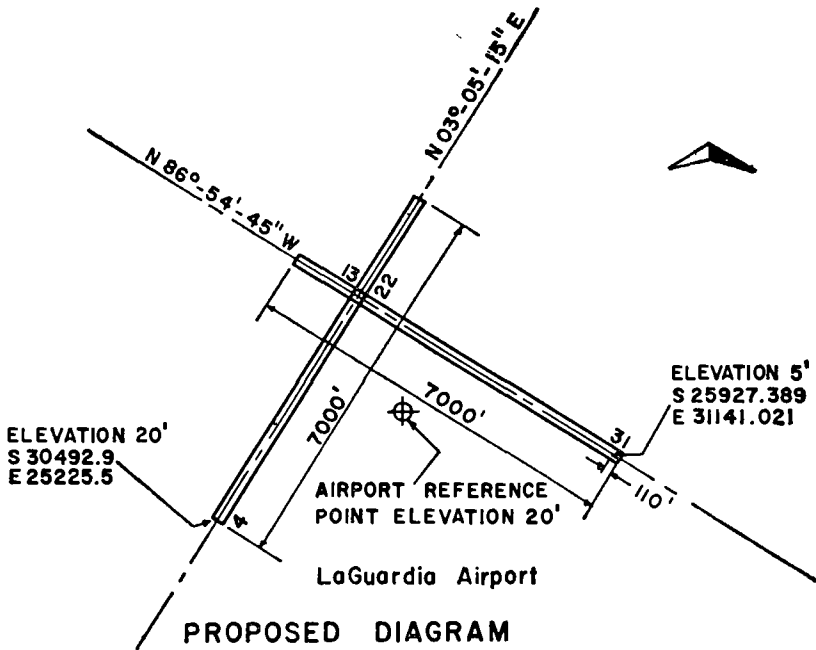 N 03°-05'-15" E
N 86°-54'-45" W
13
22
ELEVATION 5'
S 25927.389
E 31141.021
7000'
7000'
31
ELEVATION 20'
S 30492.9
E 25225.5
110'
AIRPORT REFERENCE
POINT ELEVATION 20'
4
LaGuardia Airport
PROPOSED DIAGRAM